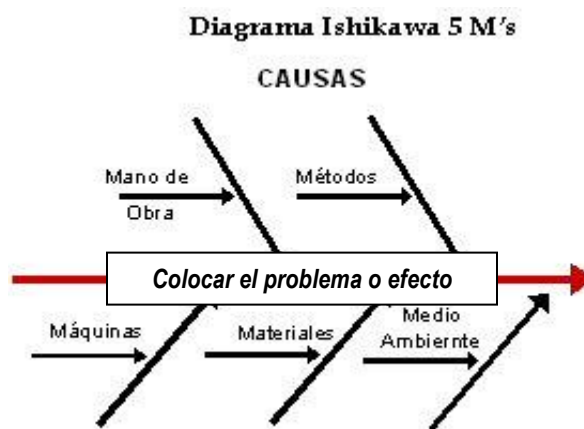 Diagrama Ishikawa 5 M's
CAUSAS
Mano de
Obra
Métodos
Colocar el problema o efecto
Máquinas
Materiales
Medio
Ambiernte